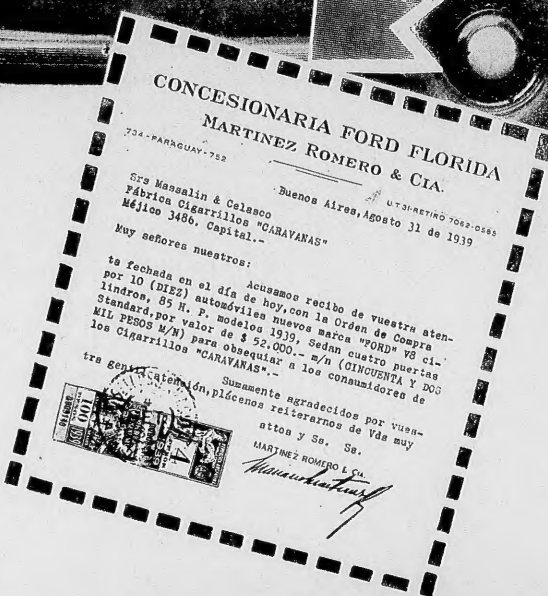 CONCESIONARIA FORD FLORIDA
MARTINEZ ROMERO & CIA.
734-PARAGUAY-752
U.T.31-RETIRO 7062-0565
Buenos Aires, Agosto 31 de 1939
Srs Massalin & Celasco
Fábrica Cigarrillos "CARAVANAS"
Méjico 3486. Capital.-
Muy señores nuestros:
Acusamos recibo de vuestra aten-
ta fechada en el día de hoy, con la Orden de Compra
por 10 (DIEZ) automóviles nuevos marca "FORD" V8 ci-
lindros, 85 H. P. modelos 1939, Sedan cuatro puertas
Standard, por valor de $ 52.000.- m/n (CINCUENTA Y DOS
MIL PESOS M/N) para obsequiar a los consumidores de
los Cigarrillos "CARAVANAS".-
Sumamente agradecidos por vues-
tra gentil atención, plácenos reiterarnos de Vds muy
attos y Ss. Ss.
MARTINEZ ROMERO & Cia.
100
4